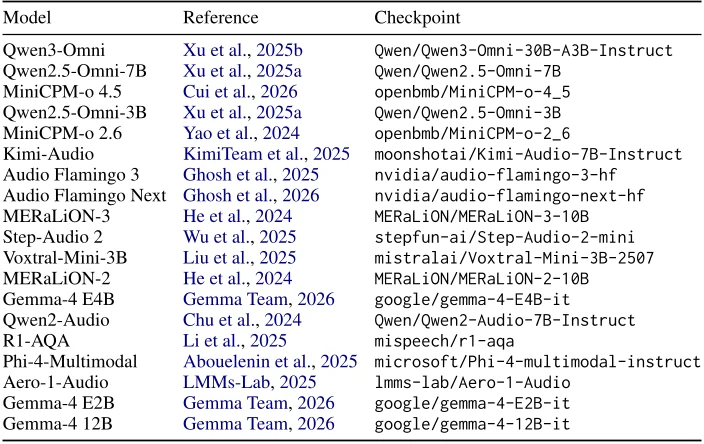 Model Reference Checkpoint
Qwen3-Omni Xu et al., 2025b Qwen/Qwen3-Omni-30B-A3B-Instruct
Qwen2.5-Omni-7B Xu et al., 2025a Qwen/Qwen2.5-Omni-7B
MiniCPM-o 4.5 Cui et al., 2026 openbmb/MiniCPM-o-4_5
Qwen2.5-Omni-3B Xu et al., 2025a Qwen/Qwen2.5-Omni-3B
MiniCPM-o 2.6 Yao et al., 2024 openbmb/MiniCPM-o-2_6
Kimi-Audio KimiTeam et al., 2025 moonshotai/Kimi-Audio-7B-Instruct
Audio Flamingo 3 Ghosh et al., 2025 nvidia/audio-flamingo-3-hf
Audio Flamingo Next Ghosh et al., 2026 nvidia/audio-flamingo-next-hf
MERaLiON-3 He et al., 2024 MERaLiON/MERaLiON-3-10B
Step-Audio 2 Wu et al., 2025 stepfun-ai/Step-Audio-2-mini
Voxtral-Mini-3B Liu et al., 2025 mistralai/Voxtral-Mini-3B-2507
MERaLiON-2 He et al., 2024 MERaLiON/MERaLiON-2-10B
Gemma-4 E4B Gemma Team, 2026 google/gemma-4-E4B-it
Qwen2-Audio Chu et al., 2024 Qwen/Qwen2-Audio-7B-Instruct
R1-AQA Li et al., 2025 mispeech/r1-aqa
Phi-4-Multimodal Abouelenin et al., 2025 microsoft/Phi-4-multimodal-instruct
Aero-1-Audio LMMs-Lab, 2025 lmms-lab/Aero-1-Audio
Gemma-4 E2B Gemma Team, 2026 google/gemma-4-E2B-it
Gemma-4 12B Gemma Team, 2026 google/gemma-4-12B-it